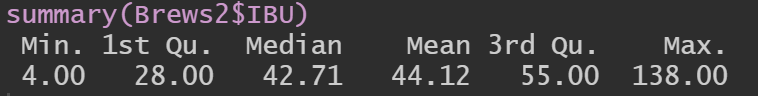 summary(Brews2$IBU)
Min. 1st Qu. Median Mean 3rd Qu. Max.
4.00 28.00 42.71 44.12 55.00 138.00